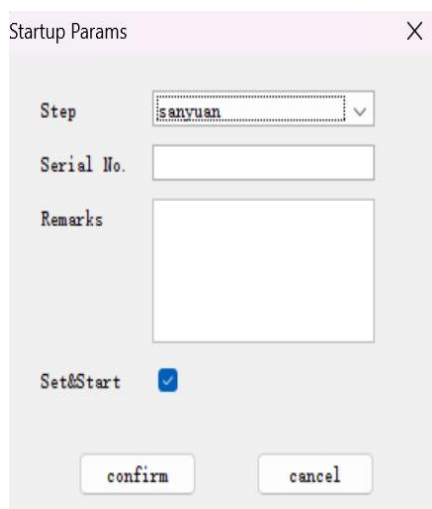 Startup Params
Step sanyuan
Serial No.
Remarks
Set&Start
confirm cancel